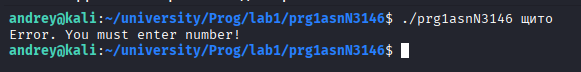 andrey@kali:~/university/Prog/lab1/prg1asnN3146$ ./prg1asnN3146 щито
Error. You must enter number!
andrey@kali:~/university/Prog/lab1/prg1asnN3146$